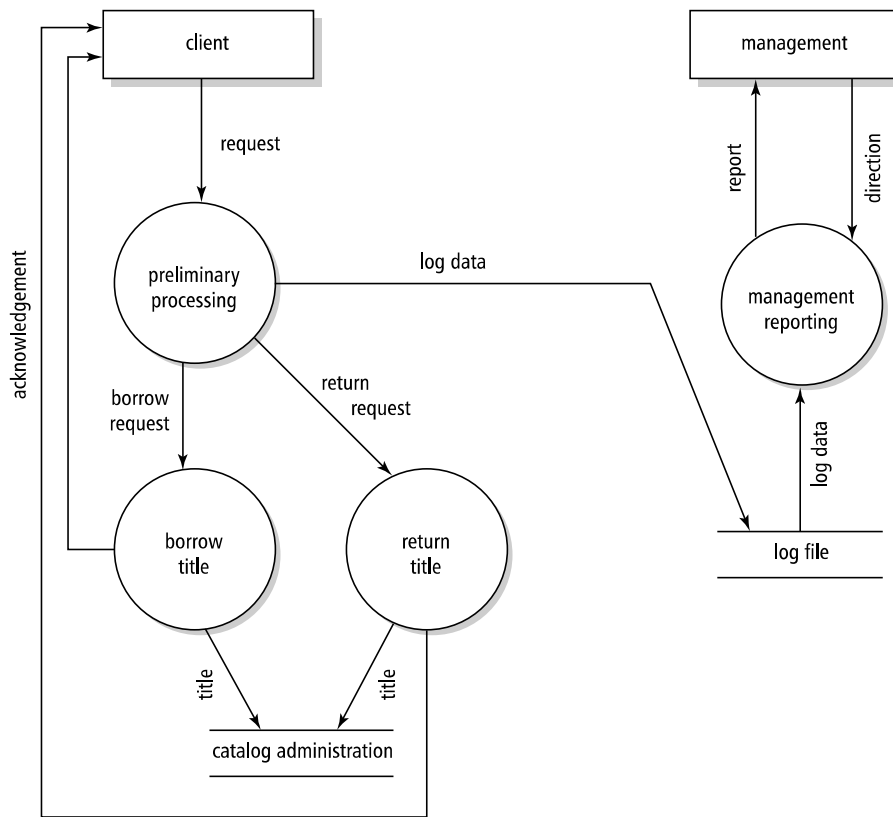 client
management
request
report
direction
acknowledgement
preliminary
processing
log data
management
reporting
borrow
request
return
request
log data
borrow
title
return
title
log file
title
title
catalog administration